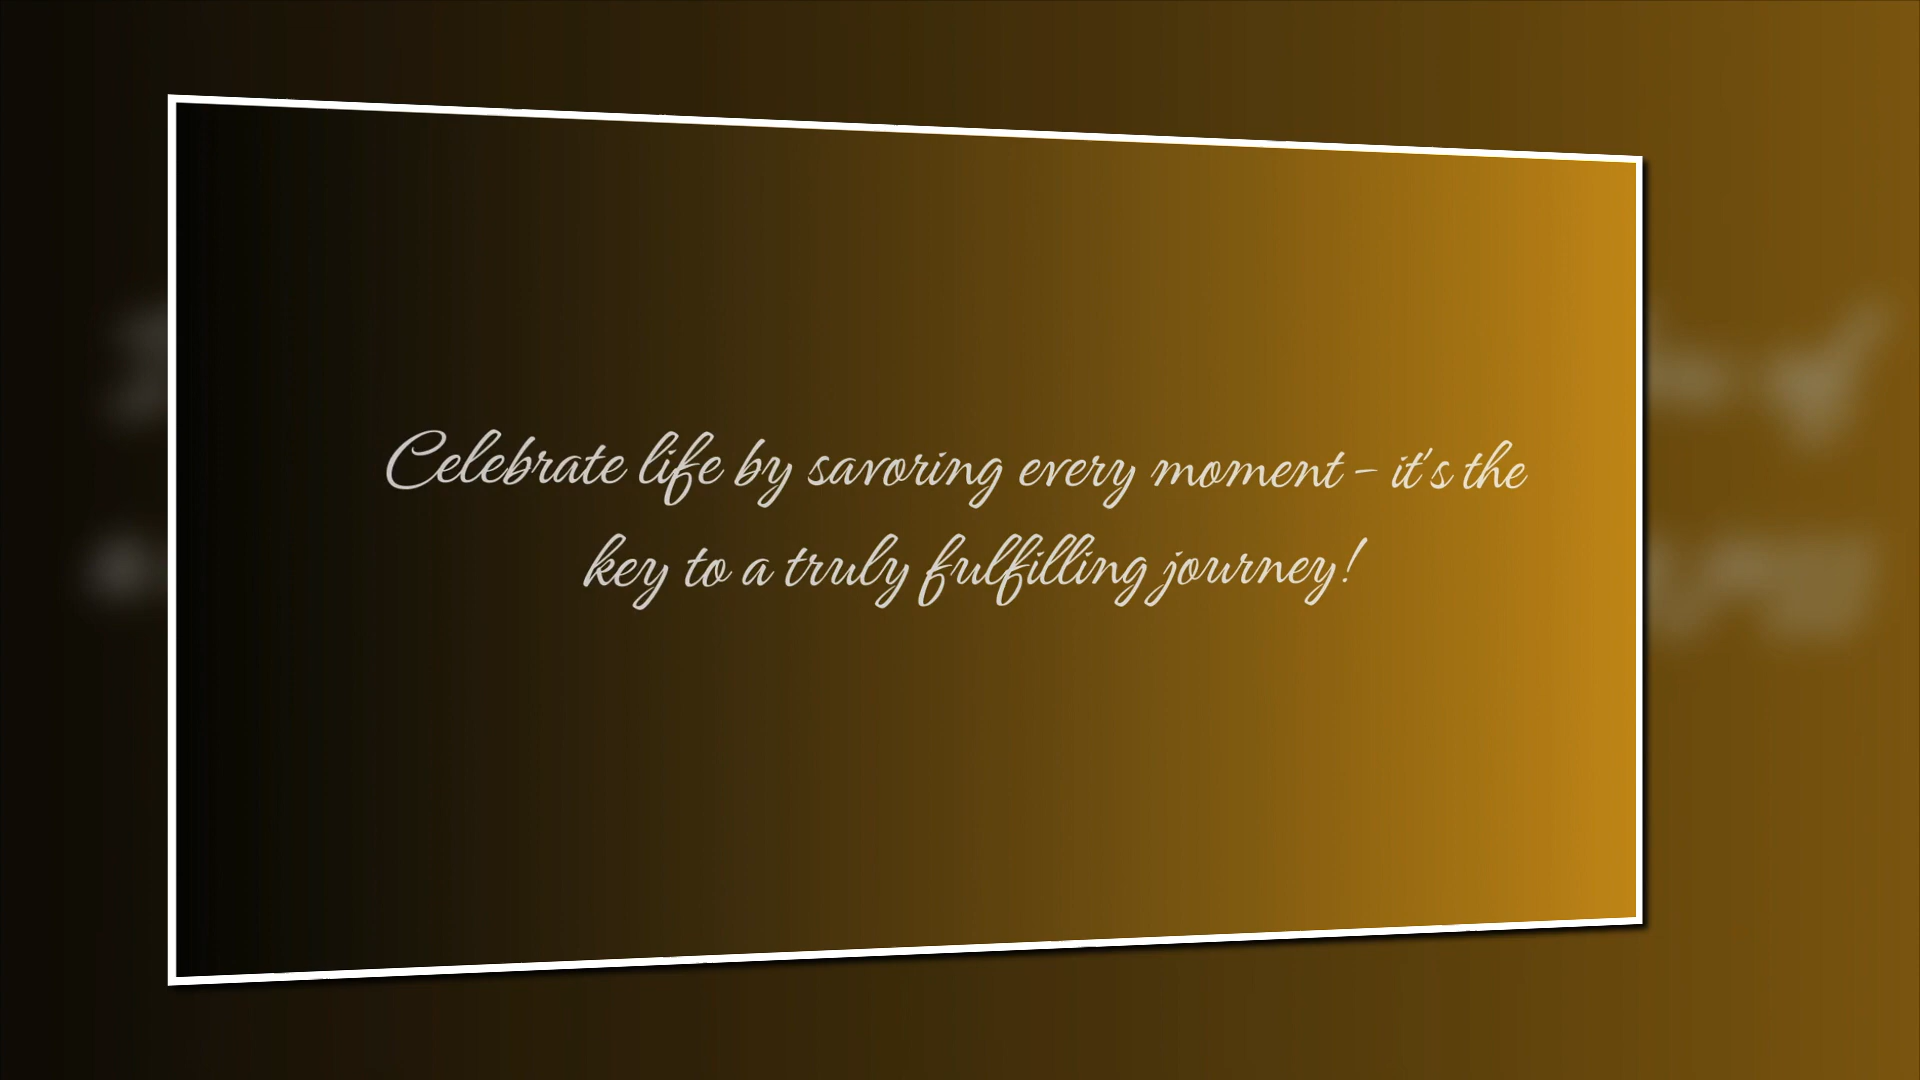 Celebrate life by savoring every moment - it's the
key to a truly fulfilling journey!